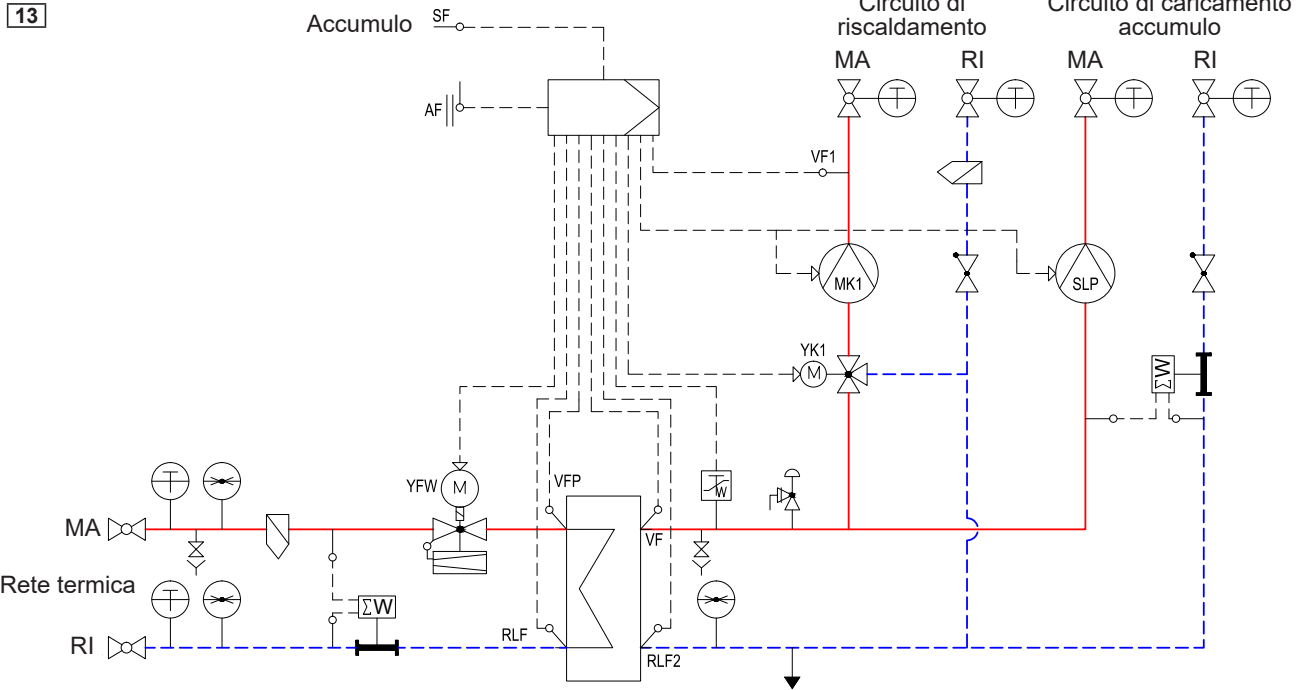 13
Accumulo
SF
Circuito di
riscaldamento
Circuito di caricamento
accumulo
MA
RI
MA
RI
T
T
T
T
AF
VF1
MK1
SLP
YK1
M
ΣW
T
YFW
M
VFP
T
W
MA
VF
Rete termica
T
ΣW
RI
RLF
RLF2